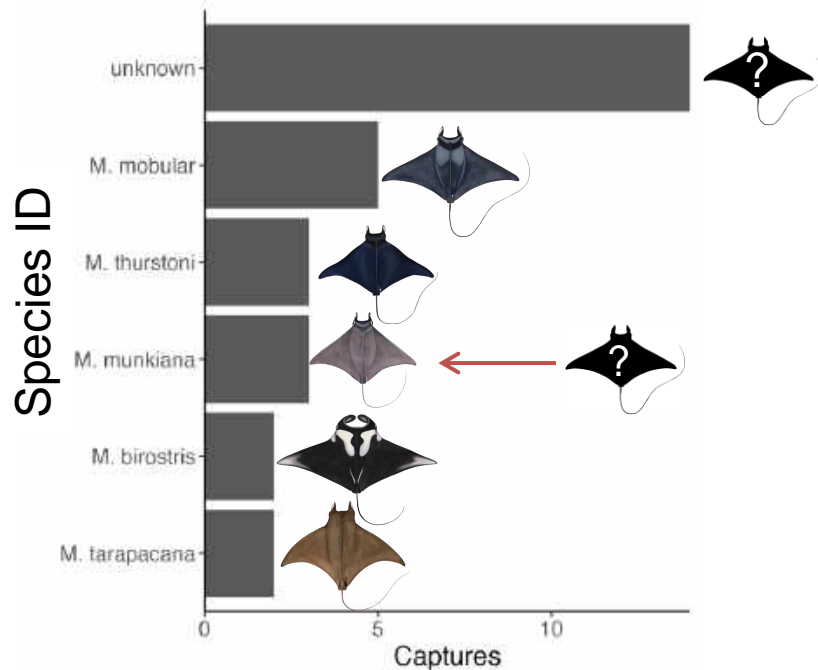 Species ID
unknown
?
M. mobular
M. thurstoni
M. munkiana
?
M. birostris
M. tarapacana
0
5
10
Captures